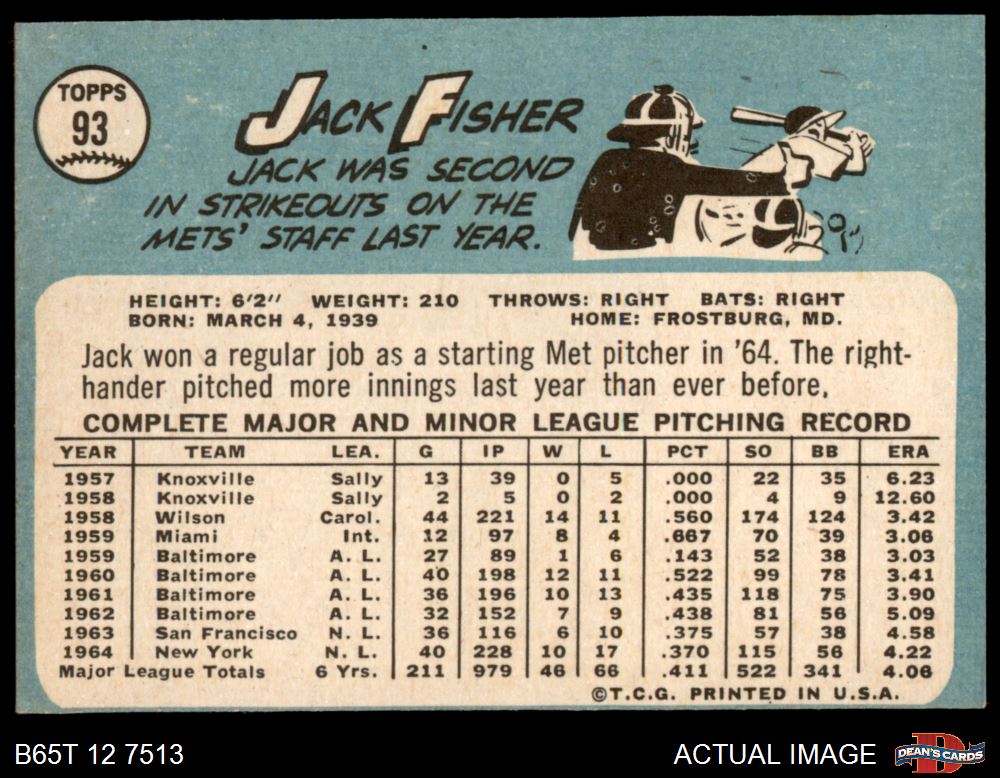 TOPPS
93
JACK FISHER
JACK WAS SECOND
IN STRIKEOUTS ON THE
METS' STAFF LAST YEAR.
HEIGHT: 6'2" WEIGHT: 210 THROWS: RIGHT BATS: RIGHT
BORN: MARCH 4, 1939 HOME: FROSTBURG, MD.
Jack won a regular job as a starting Met pitcher in '64. The right-
hander pitched more innings last year than ever before.
COMPLETE MAJOR AND MINOR LEAGUE PITCHING RECORD
YEAR TEAM LEA. G IP W L PCT SO BB ERA
1957 Knoxville Sally 13 39 0 5 .000 22 35 6.23
1958 Knoxville Sally 2 5 0 2 .000 4 9 12.60
1958 Wilson Carol. 44 221 14 11 .560 174 124 3.42
1959 Miami Int. 12 97 8 4 .667 70 39 3.06
1959 Baltimore A. L. 27 89 1 6 .143 52 38 3.03
1960 Baltimore A. L. 40 198 12 11 .522 99 78 3.41
1961 Baltimore A. L. 36 196 10 13 .435 118 75 3.90
1962 Baltimore A. L. 32 152 7 9 .438 81 56 5.09
1963 San Francisco N. L. 36 116 6 10 .375 57 38 4.58
1964 New York N. L. 40 228 10 17 .370 115 56 4.22
Major League Totals 6 Yrs. 211 979 46 66 .411 522 341 4.06
©T.C.G. PRINTED IN U.S.A.
B65T 12 7513
ACTUAL IMAGE
DEAN'S CARDS